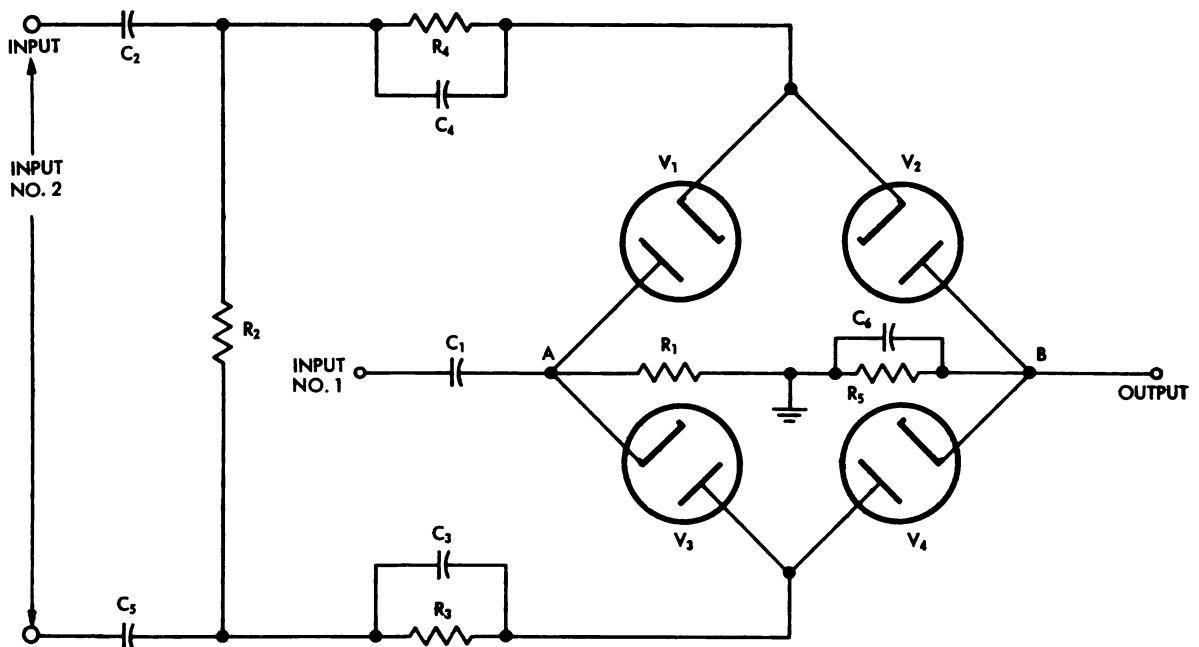 INPUT
C₂
R₄
C₄
INPUT
NO. 2
V₁
V₂
R₂
INPUT
NO. 1
C₁
A
R₁
C₆
R₅
B
OUTPUT
V₃
V₄
C₃
R₃
C₅